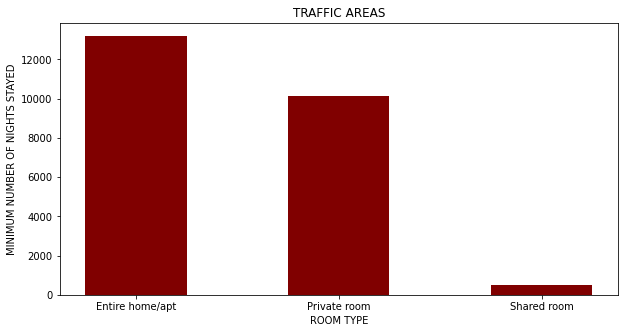 TRAFFIC AREAS
MINIMUM NUMBER OF NIGHTS STAYED
12000
10000
8000
6000
4000
2000
0
Entire home/apt
Private room
Shared room
ROOM TYPE